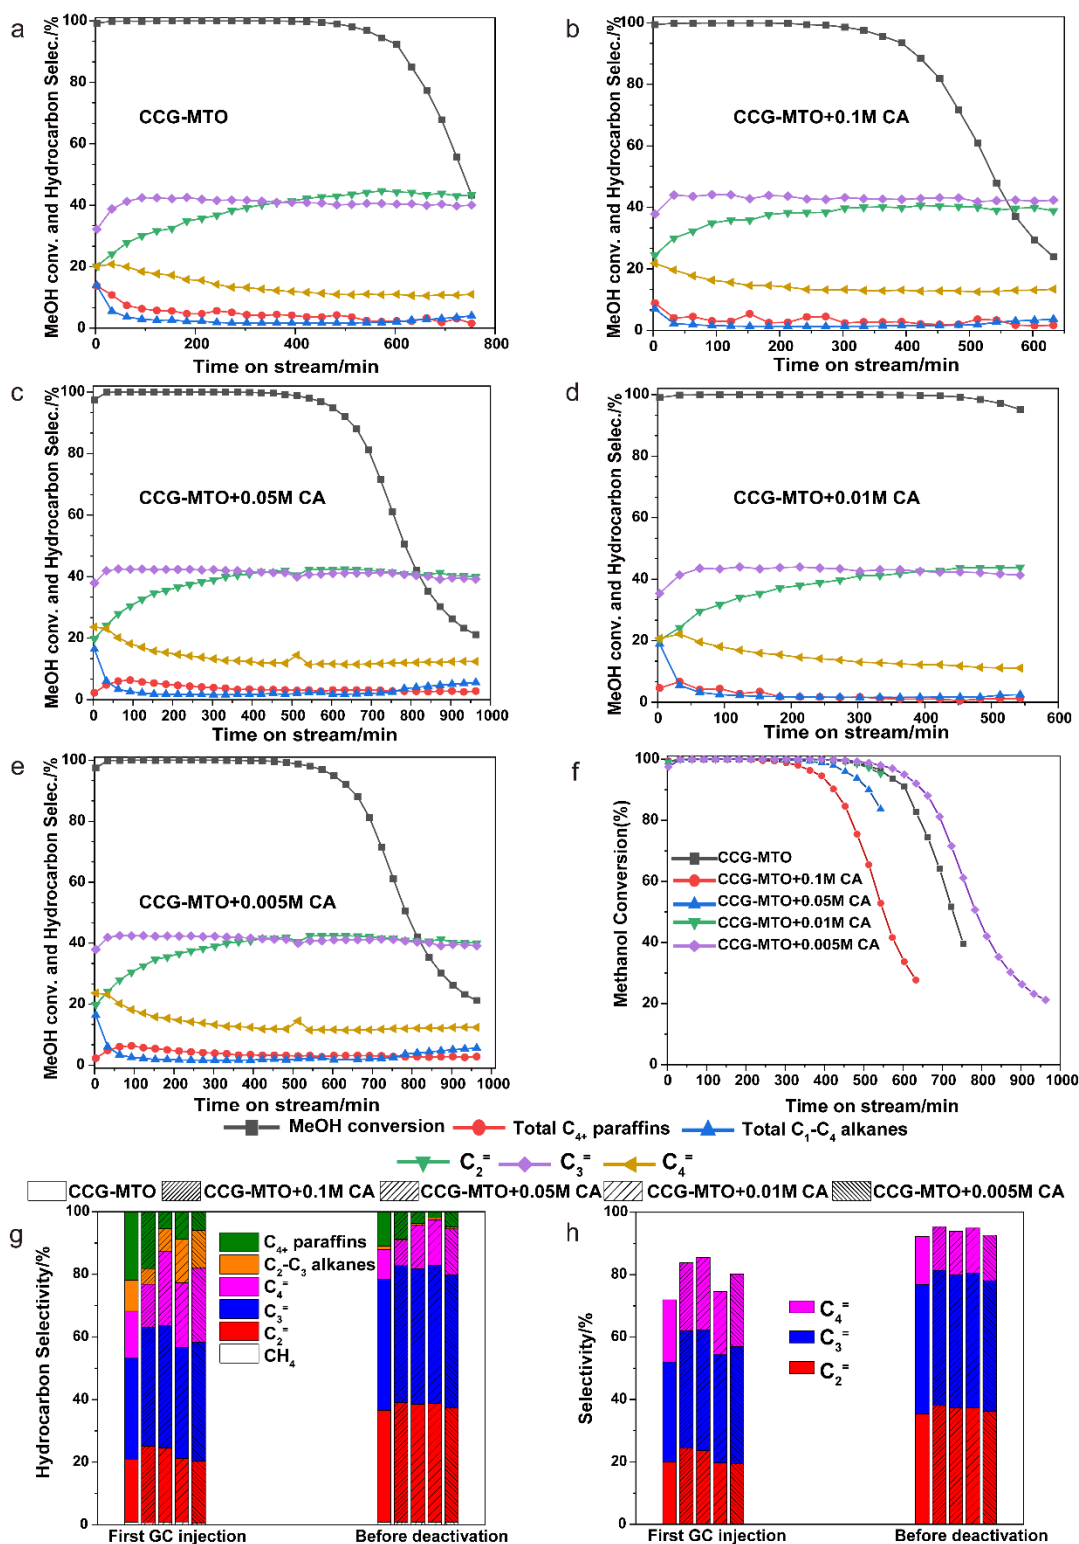 a
MeOH conv. and Hydrocarbon Selec./%
100
80
60
40
20
0
CCG-MTO
0 200 400 600 800
Time on stream/min
b
MeOH conv. and Hydrocarbon Selec./%
100
80
60
40
20
0
CCG-MTO+0.1M CA
0 100 200 300 400 500 600
Time on stream/min
c
MeOH conv. and Hydrocarbon Selec./%
100
80
60
40
20
0
CCG-MTO+0.05M CA
0 100 200 300 400 500 600 700 800 900 1000
Time on stream/min
d
MeOH conv. and Hydrocarbon Selec./%
100
80
60
40
20
0
CCG-MTO+0.01M CA
0 100 200 300 400 500 600
Time on stream/min
e
MeOH conv. and Hydrocarbon Selec./%
100
80
60
40
20
0
CCG-MTO+0.005M CA
0 100 200 300 400 500 600 700 800 900 1000
Time on stream/min
f
Methanol Conversion(%)
100
80
60
40
20
0
CCG-MTO
CCG-MTO+0.1M CA
CCG-MTO+0.05M CA
CCG-MTO+0.01M CA
CCG-MTO+0.005M CA
0 100 200 300 400 500 600 700 800 900 1000
Time on stream/min
MeOH conversion Total C4+ paraffins Total C1-C4 alkanes
C2= C3= C4=
CCG-MTO CCG-MTO+0.1M CA CCG-MTO+0.05M CA CCG-MTO+0.01M CA CCG-MTO+0.005M CA
g
Hydrocarbon Selectivity/%
100
80
60
40
20
0
C4+ paraffins
C2-C3 alkanes
C4=
C3=
C2=
CH4
First GC injection Before deactivation
h
Selectivity/%
100
80
60
40
20
0
C4=
C3=
C2=
First GC injection Before deactivation